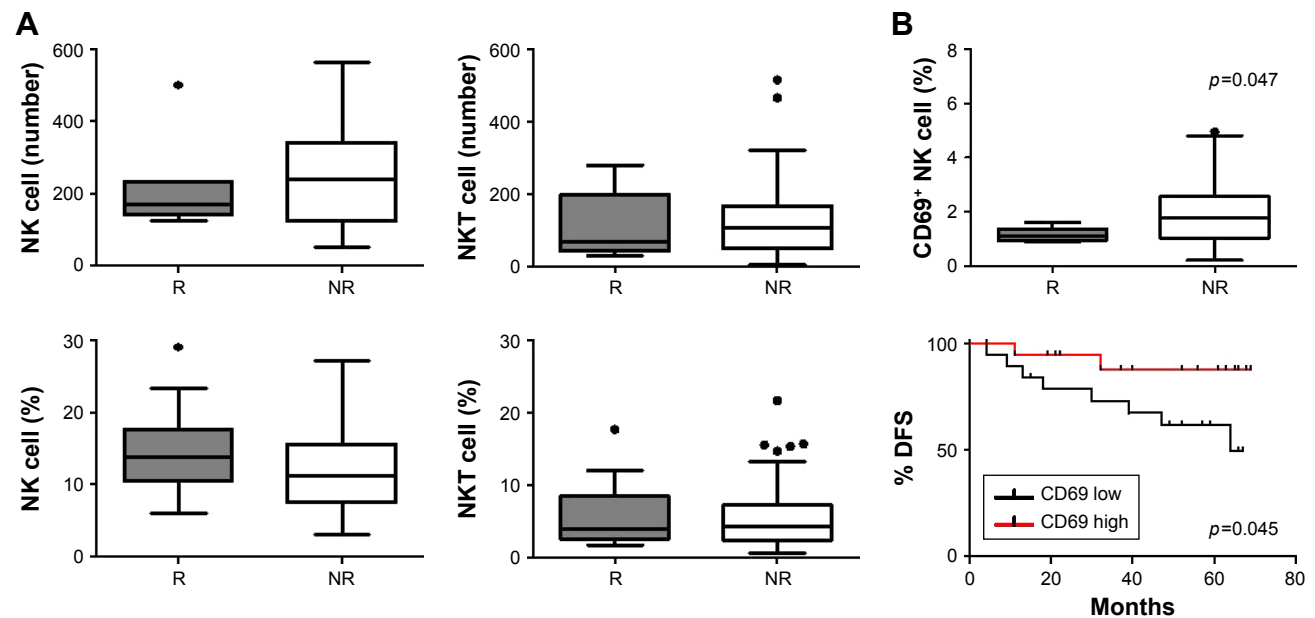 A
NK cell (number)
600
400
200
0
R
NR
NKT cell (number)
600
400
200
0
R
NR
B
CD69⁺ NK cell (%)
8
6
4
2
0
p=0.047
R
NR
NK cell (%)
30
20
10
0
R
NR
NKT cell (%)
30
20
10
0
R
NR
% DFS
100
50
0
CD69 low
CD69 high
p=0.045
0
20
40
60
80
Months